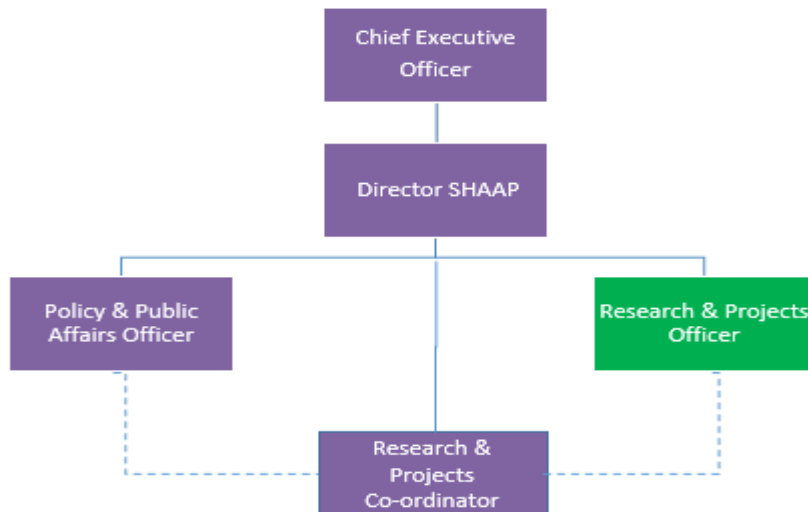 Chief Executive
Officer
Director SHAAP
Policy & Public
Affairs Officer
Research & Projects
Officer
Research &
Projects
Co-ordinator